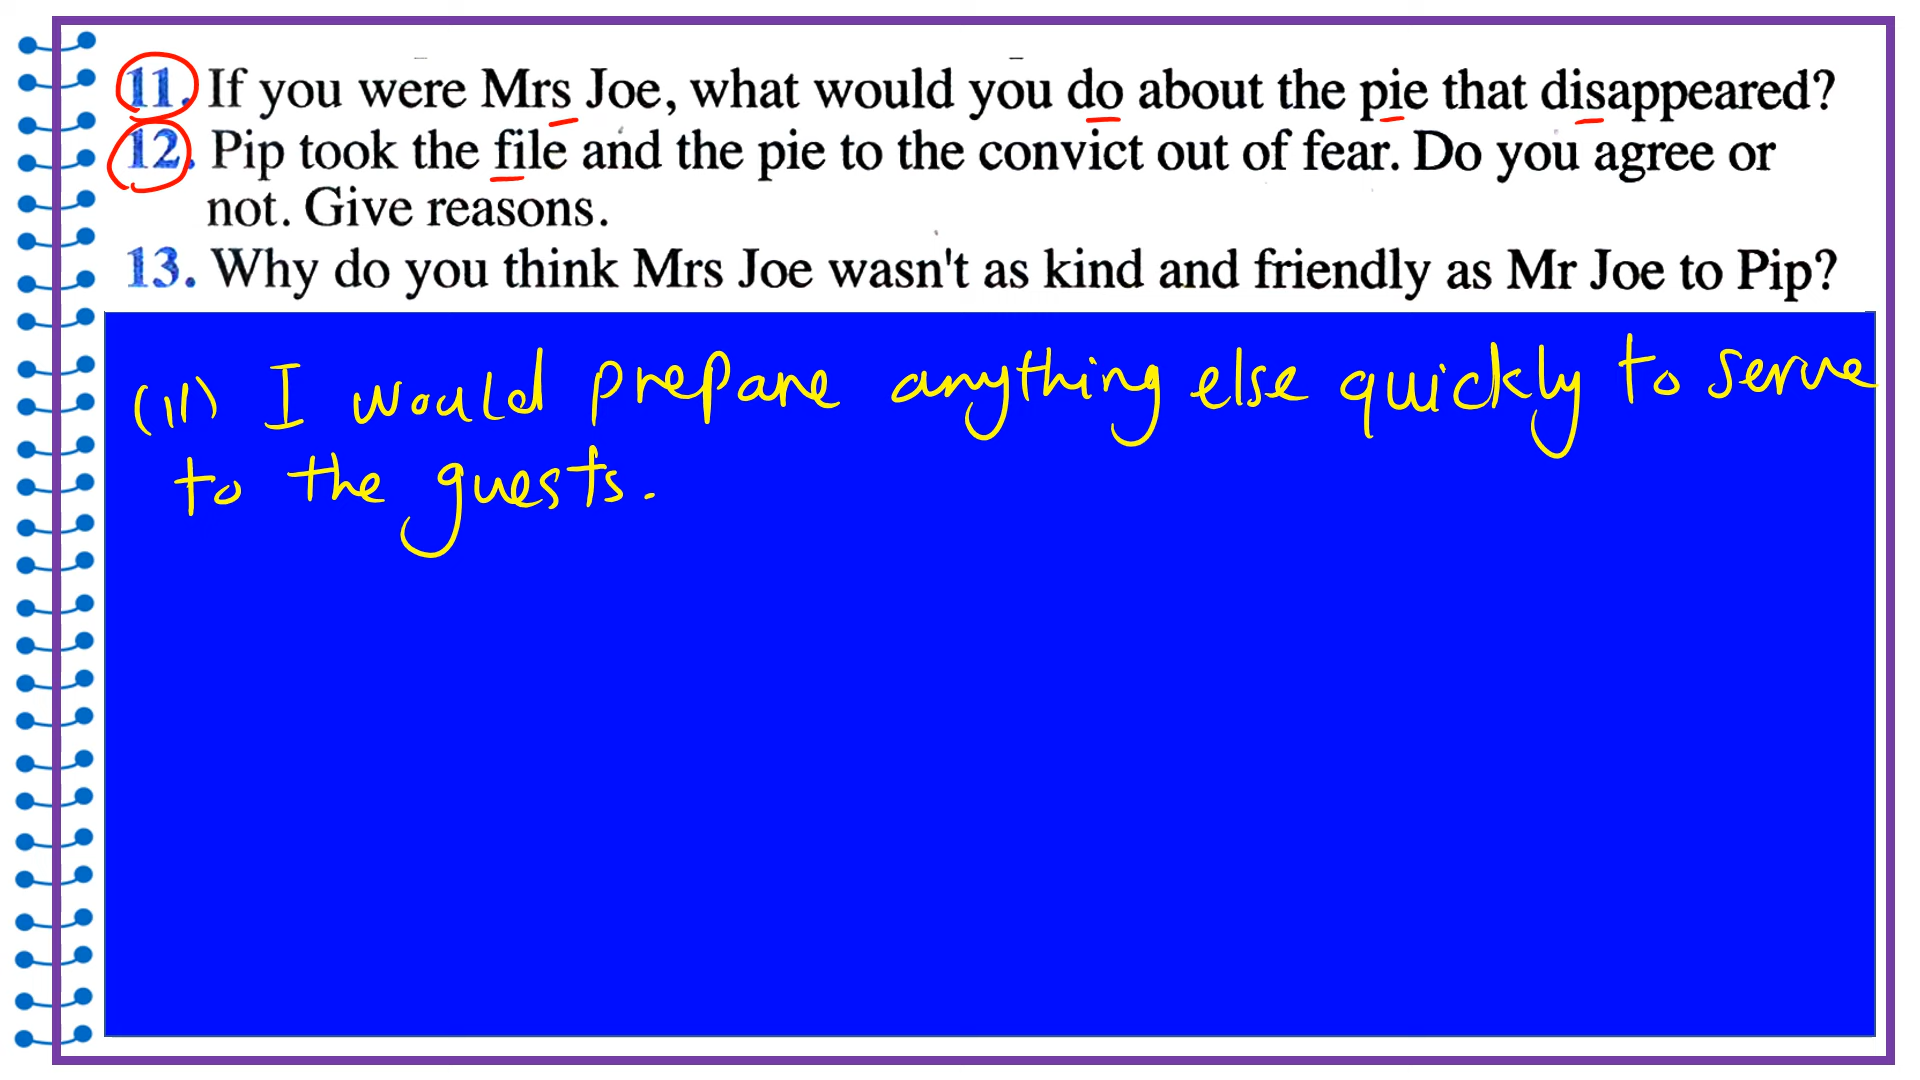 11. If you were Mrs Joe, what would you do about the pie that disappeared?
12. Pip took the file and the pie to the convict out of fear. Do you agree or
not. Give reasons.
13. Why do you think Mrs Joe wasn't as kind and friendly as Mr Joe to Pip?
(11) I would prepare anything else quickly to serve
to the guests.